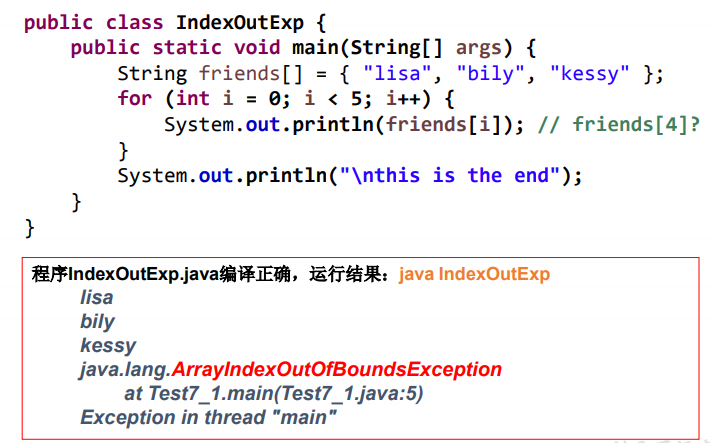 public class IndexOutExp {
public static void main(String[] args) {
String friends[] = { "lisa", "bily", "kessy" };
for (int i = 0; i < 5; i++) {
System.out.println(friends[i]); // friends[4]?
}
System.out.println("\nthis is the end");
}
}
程序IndexOutExp.java编译正确，运行结果：java IndexOutExp
lisa
bily
kessy
java.lang.ArrayIndexOutOfBoundsException
at Test7_1.main(Test7_1.java:5)
Exception in thread "main"